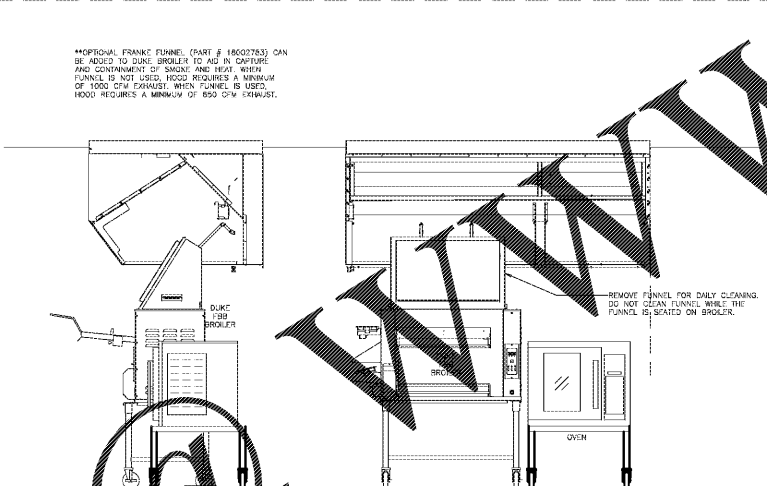 **OPTIONAL FRANKE FUNNEL (PART # 18002783) CAN
BE ADDED TO DUKE BROILER TO AID IN CAPTURE
AND CONTAINMENT OF SMOKE AND HEAT. WHEN
FUNNEL IS NOT USED, HOOD REQUIRES A MINIMUM
OF 1000 CFM EXHAUST. WHEN FUNNEL IS USED,
HOOD REQUIRES A MINIMUM OF 650 CFM EXHAUST.
REMOVE FUNNEL FOR DAILY CLEANING.
DO NOT CLEAN FUNNEL WHILE THE
FUNNEL IS SEATED ON BROILER.
DUKE
FBB
BROILER
BROILER
OVEN
WWWW